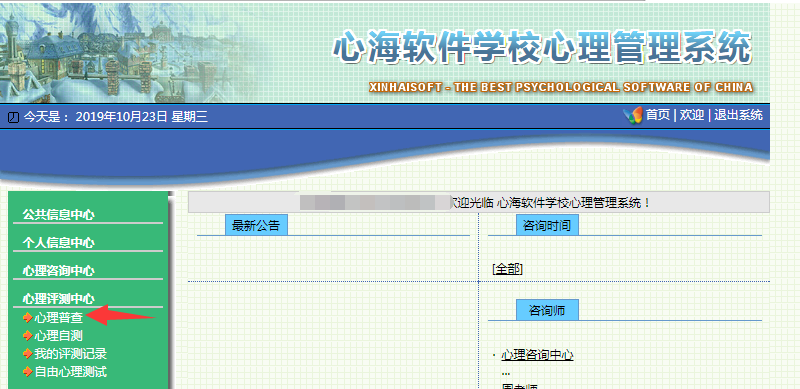 心海软件学校心理管理系统
XINHAISOFT - THE BEST PSYCHOLOGICAL SOFTWARE OF CHINA
今天是： 2019年10月23日 星期三
首页 | 欢迎 | 退出系统
欢迎光临 心海软件学校心理管理系统！
公共信息中心
个人信息中心
心理咨询中心
心理评测中心
心理普查
心理自测
我的评测记录
自由心理测试
最新公告
咨询时间
[全部]
咨询师
· 心理咨询中心
...